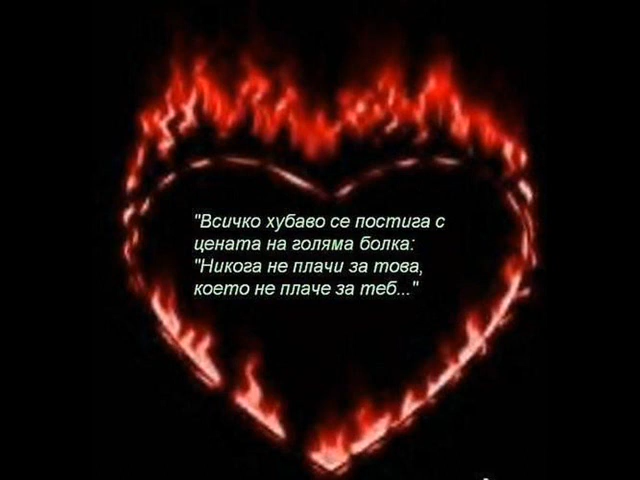 "Всичко хубаво се постига с
цената на голяма болка:
"Никога не плачи за това,
което не плаче за теб..."